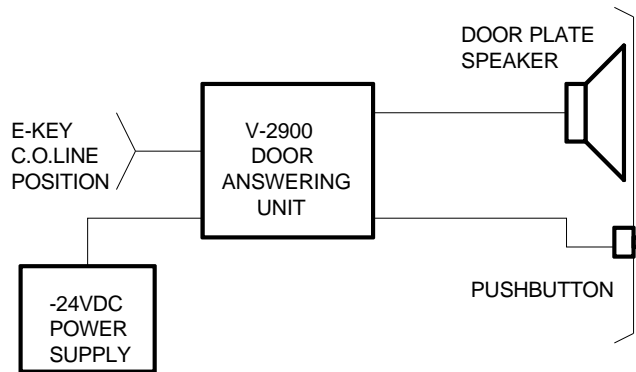 DOOR PLATE
SPEAKER
E-KEY
C.O.LINE
POSITION
V-2900
DOOR
ANSWERING
UNIT
PUSHBUTTON
-24VDC
POWER
SUPPLY